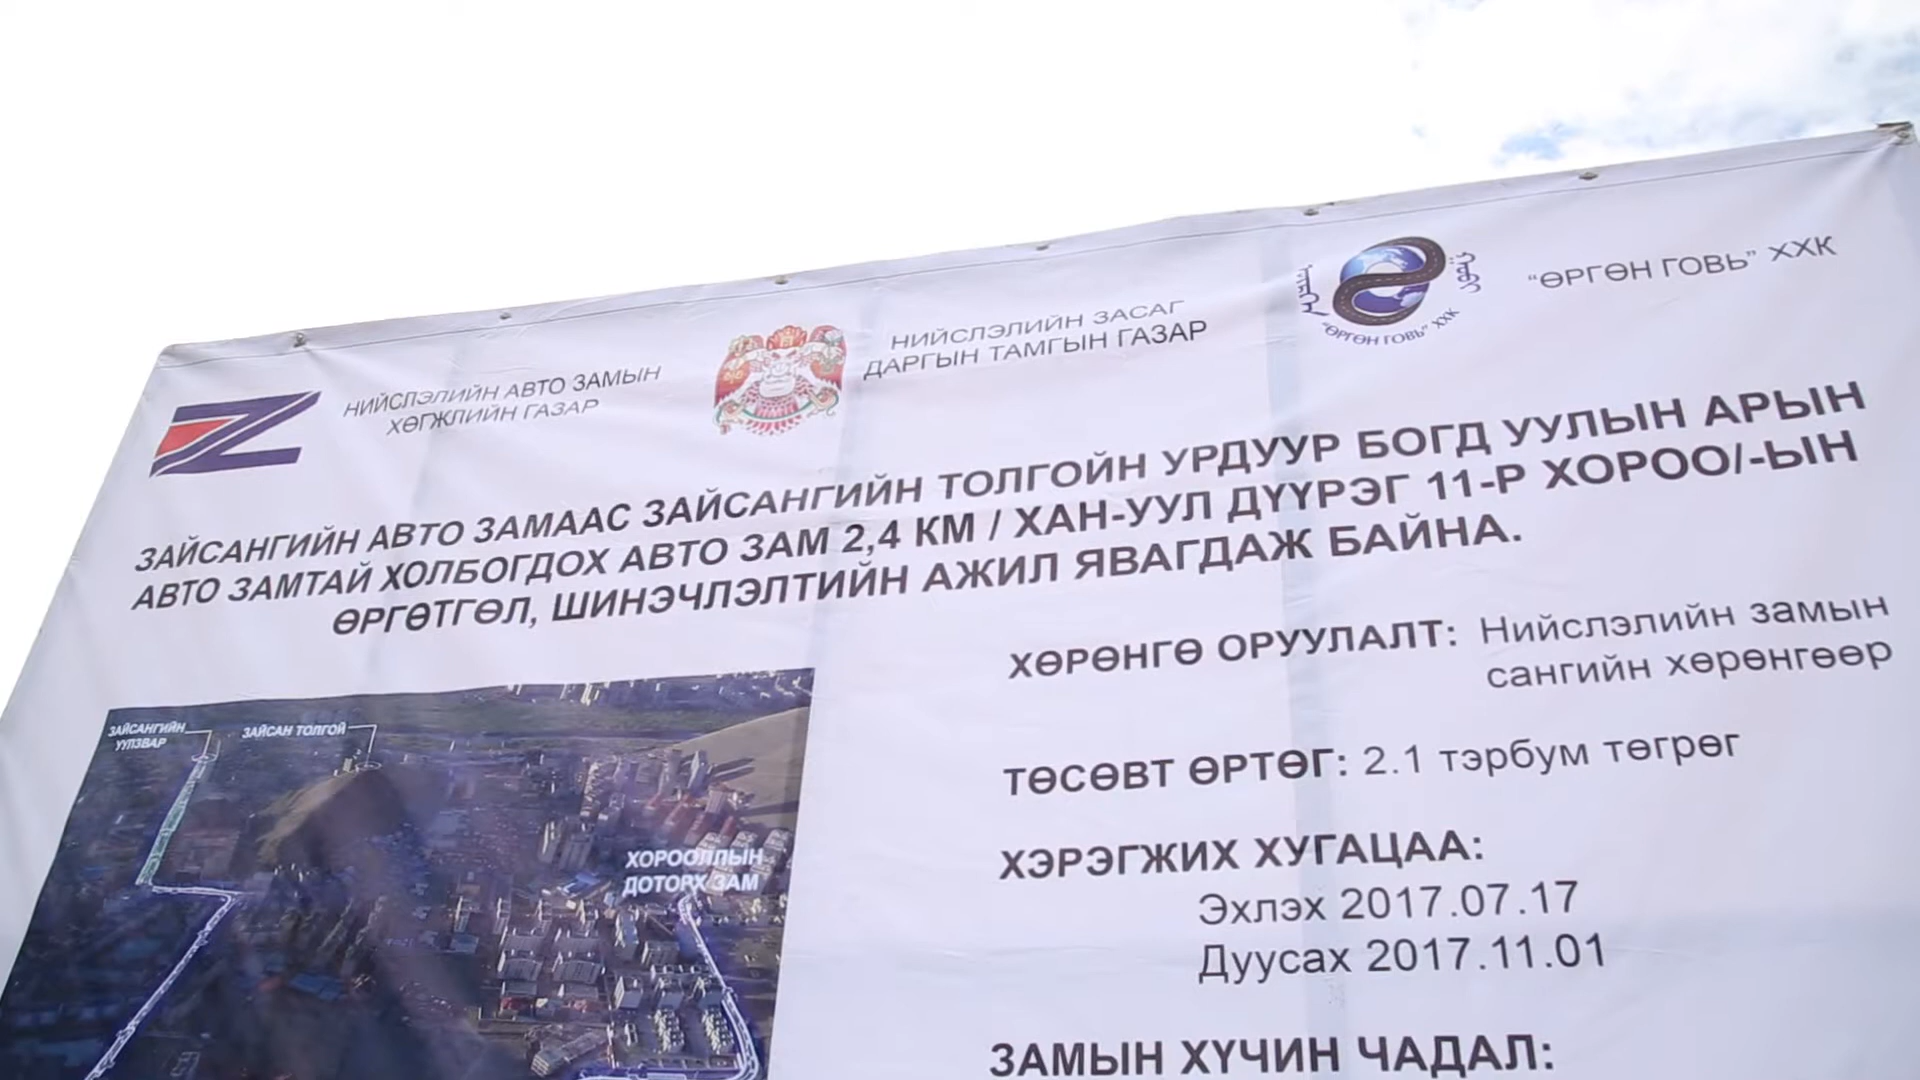 НИЙСЛЭЛИЙН АВТО ЗАМЫН
ХӨГЖЛИЙН ГАЗАР
НИЙСЛЭЛИЙН ЗАСАГ
ДАРГЫН ТАМГЫН ГАЗАР
"ӨРГӨН ГОВЬ" ХХК
"ӨРГӨН ГОВЬ" ХХК
ЗАЙСАНГИЙН АВТО ЗАМААС ЗАЙСАНГИЙН ТОЛГОЙН УРДУУР БОГД УУЛЫН АРЫН
АВТО ЗАМТАЙ ХОЛБОГДОХ АВТО ЗАМ 2,4 КМ / ХАН-УУЛ ДҮҮРЭГ 11-Р ХОРОО/-ЫН
ӨРГӨТГӨЛ, ШИНЭЧЛЭЛТИЙН АЖИЛ ЯВАГДАЖ БАЙНА.
ХӨРӨНГӨ ОРУУЛАЛТ: Нийслэлийн замын
сангийн хөрөнгөөр
ТӨСӨВТ ӨРТӨГ: 2.1 тэрбум төгрөг
ХЭРЭГЖИХ ХУГАЦАА:
Эхлэх 2017.07.17
Дуусах 2017.11.01
ЗАМЫН ХҮЧИН ЧАДАЛ:
ЗАЙСАНГИЙН
УУЛЗВАР
ЗАЙСАН ТОЛГОЙ
ХОРООЛЛЫН
ДОТОРХ ЗАМ